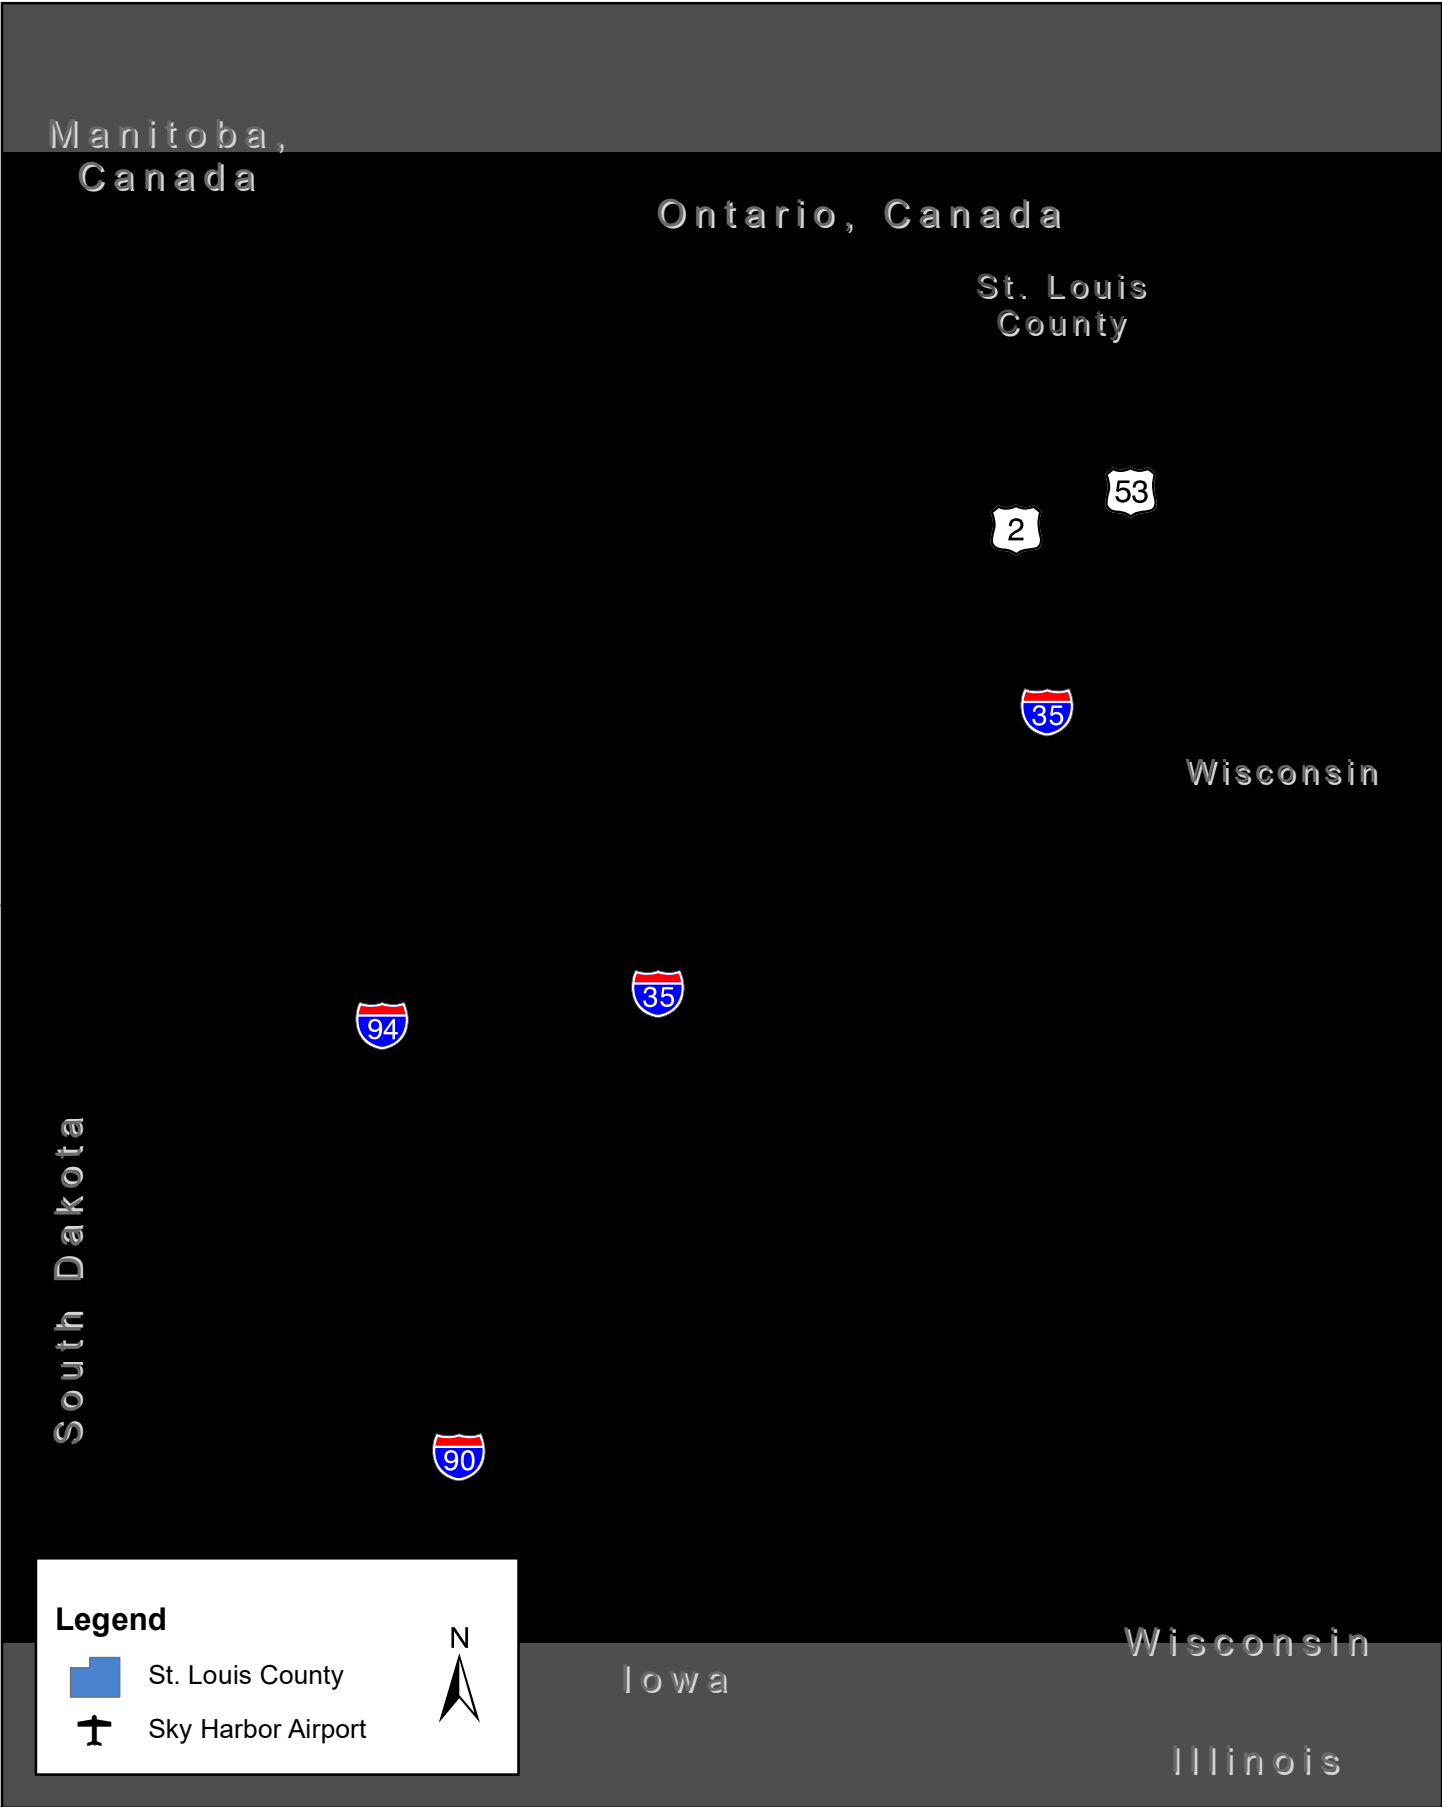 Manitoba,
Canada
Ontario, Canada
St. Louis
County
53
2
35
Wisconsin
35
94
South Dakota
90
Legend
N
St. Louis County
Sky Harbor Airport
Wisconsin
Iowa
Illinois